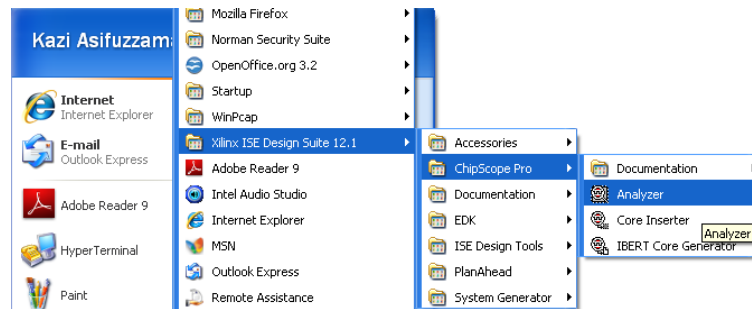 Kazi Asifuzzam
Internet
Internet Explorer
E-mail
Outlook Express
Adobe Reader 9
HyperTerminal
Paint
Mozilla Firefox
Norman Security Suite
OpenOffice.org 3.2
Startup
WinPcap
Xilinx ISE Design Suite 12.1
Adobe Reader 9
Intel Audio Studio
Internet Explorer
MSN
Outlook Express
Remote Assistance
Accessories
ChipScope Pro
Documentation
EDK
ISE Design Tools
PlanAhead
System Generator
Documentation
Analyzer
Core Inserter
IBERT Core Generator
Analyzer